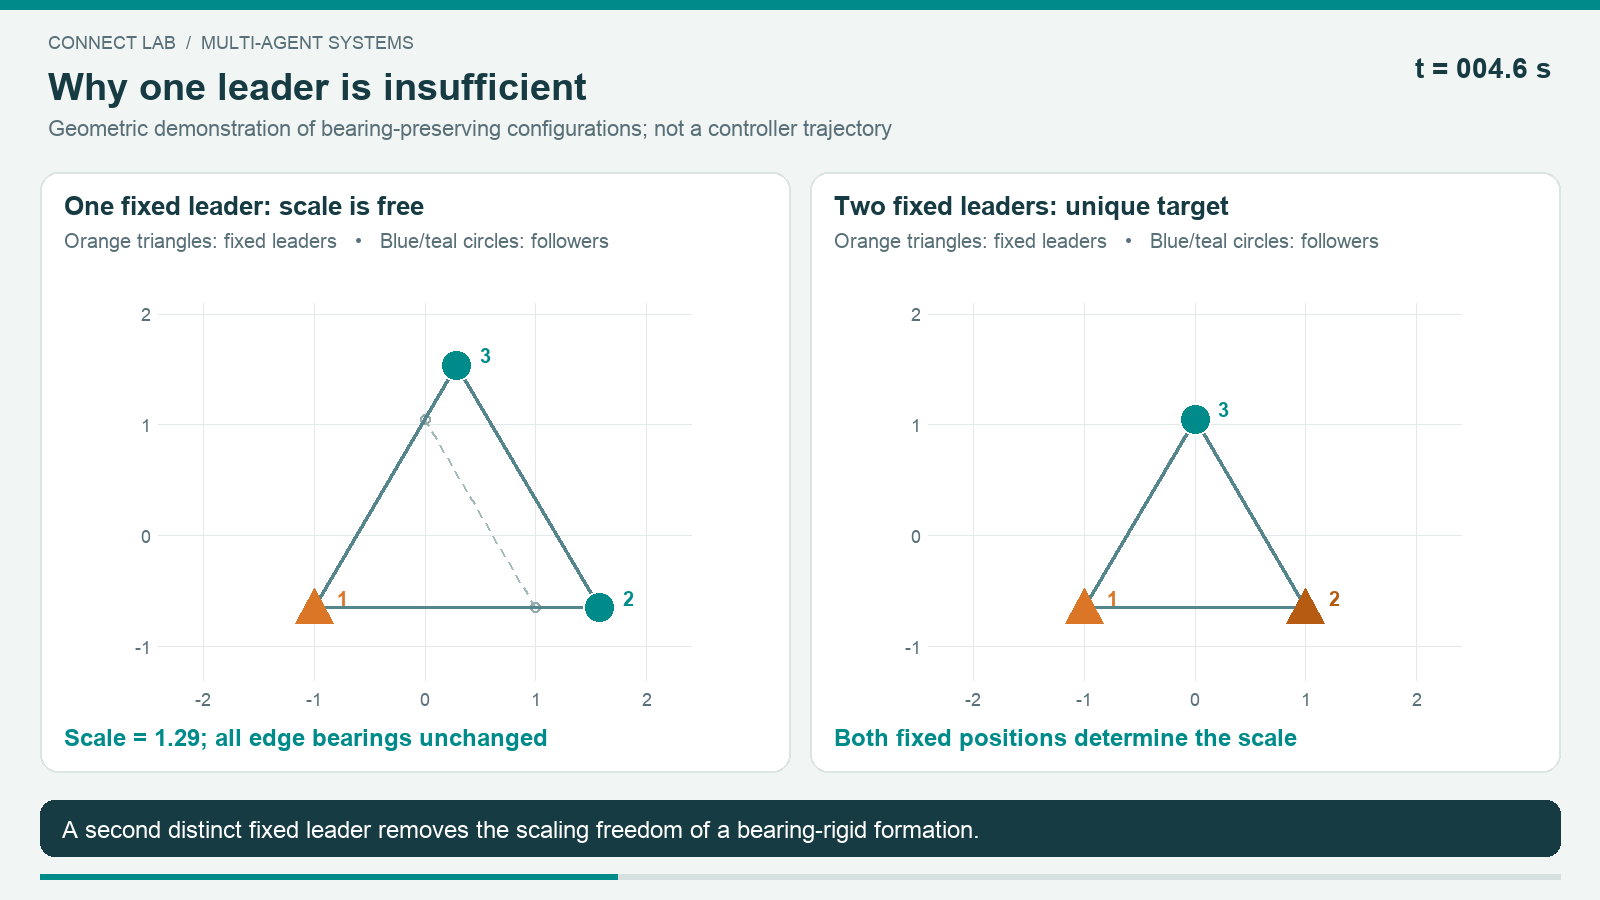 CONNECT LAB / MULTI-AGENT SYSTEMS
Why one leader is insufficient
t = 004.6 s
Geometric demonstration of bearing-preserving configurations; not a controller trajectory
One fixed leader: scale is free
Orange triangles: fixed leaders • Blue/teal circles: followers
2
1
0
-1
-2
-1
0
1
2
3
1
2
Scale = 1.29; all edge bearings unchanged
Two fixed leaders: unique target
Orange triangles: fixed leaders • Blue/teal circles: followers
2
1
0
-1
-2
-1
0
1
2
3
1
2
Both fixed positions determine the scale
A second distinct fixed leader removes the scaling freedom of a bearing-rigid formation.